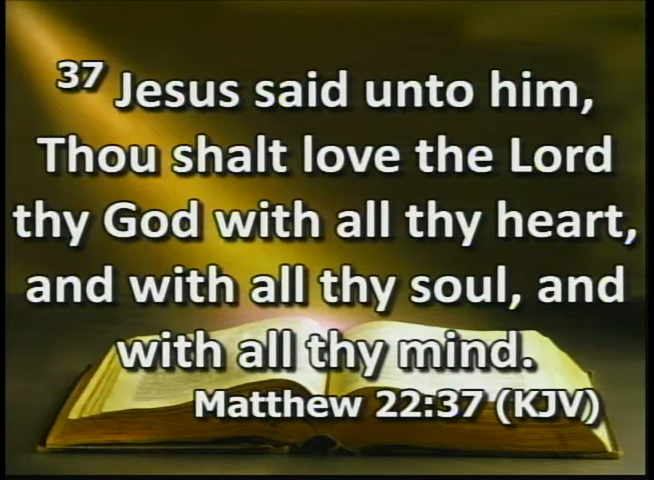 37 Jesus said unto him,
Thou shalt love the Lord
thy God with all thy heart,
and with all thy soul, and
with all thy mind.
Matthew 22:37 (KJV)